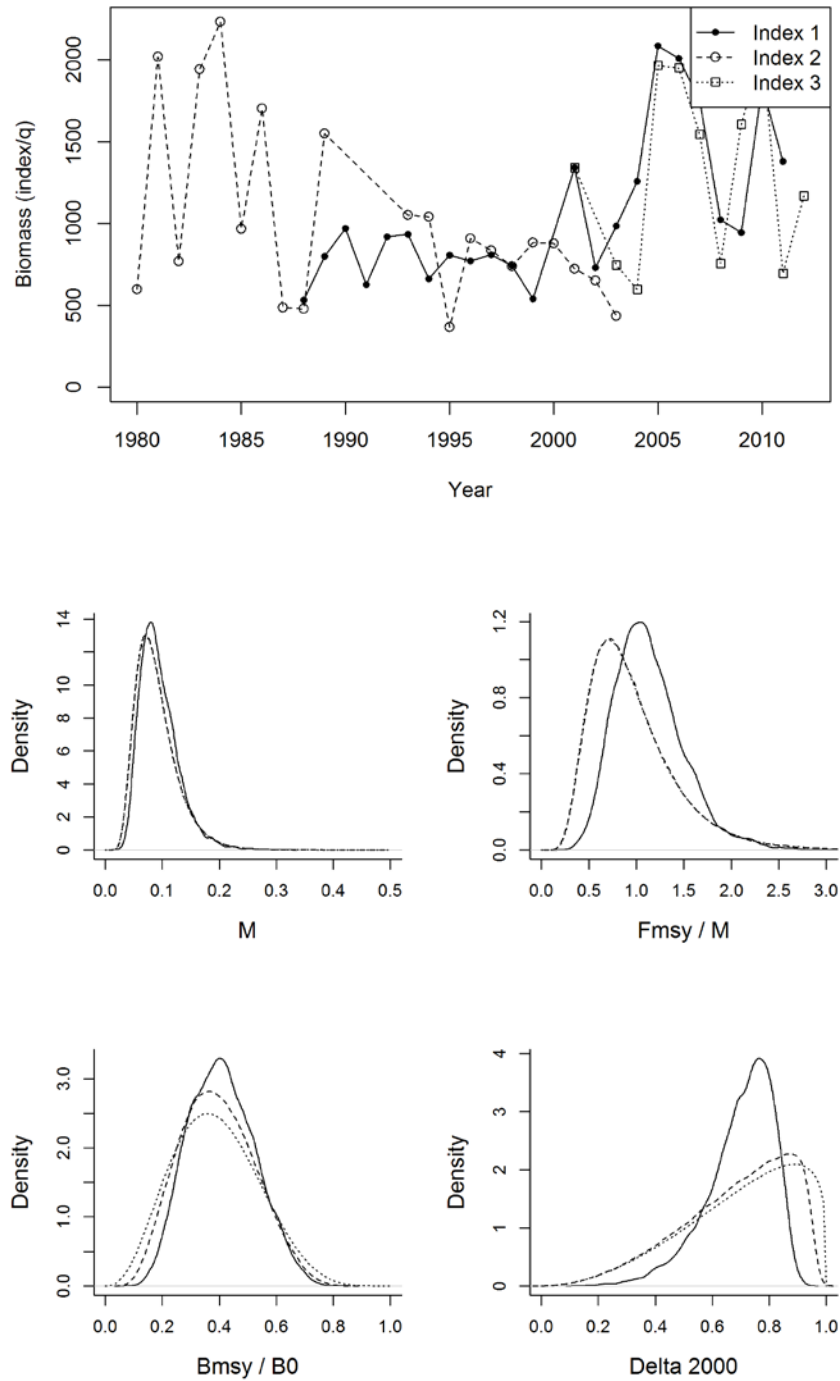 Index 1
Index 2
Index 3
Biomass (index/q)
2000
1500
1000
500
0
1980 1985 1990 1995 2000 2005 2010
Year
Density
14
10
8
6
4
2
0
0.0 0.1 0.2 0.3 0.4 0.5
M
Density
1.2
0.8
0.4
0.0
0.0 0.5 1.0 1.5 2.0 2.5 3.0
Fmsy / M
Density
3.0
2.0
1.0
0.0
0.0 0.2 0.4 0.6 0.8 1.0
Bmsy / B0
Density
4
3
2
1
0
0.0 0.2 0.4 0.6 0.8 1.0
Delta 2000